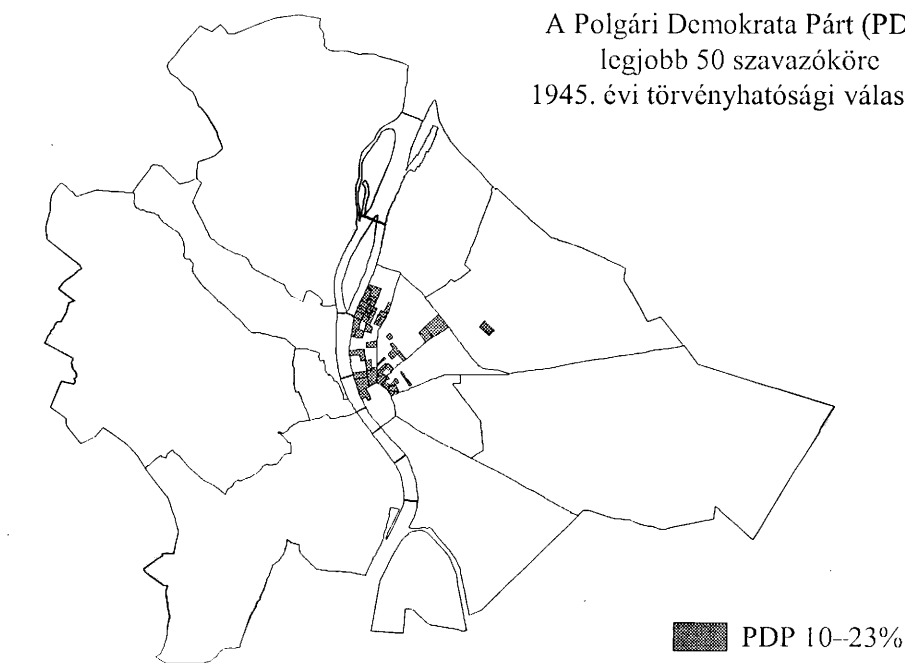 A Polgári Demokrata Párt (PD
legjobb 50 szavazóköre
1945. évi törvényhatósági válas
PDP 10--23%